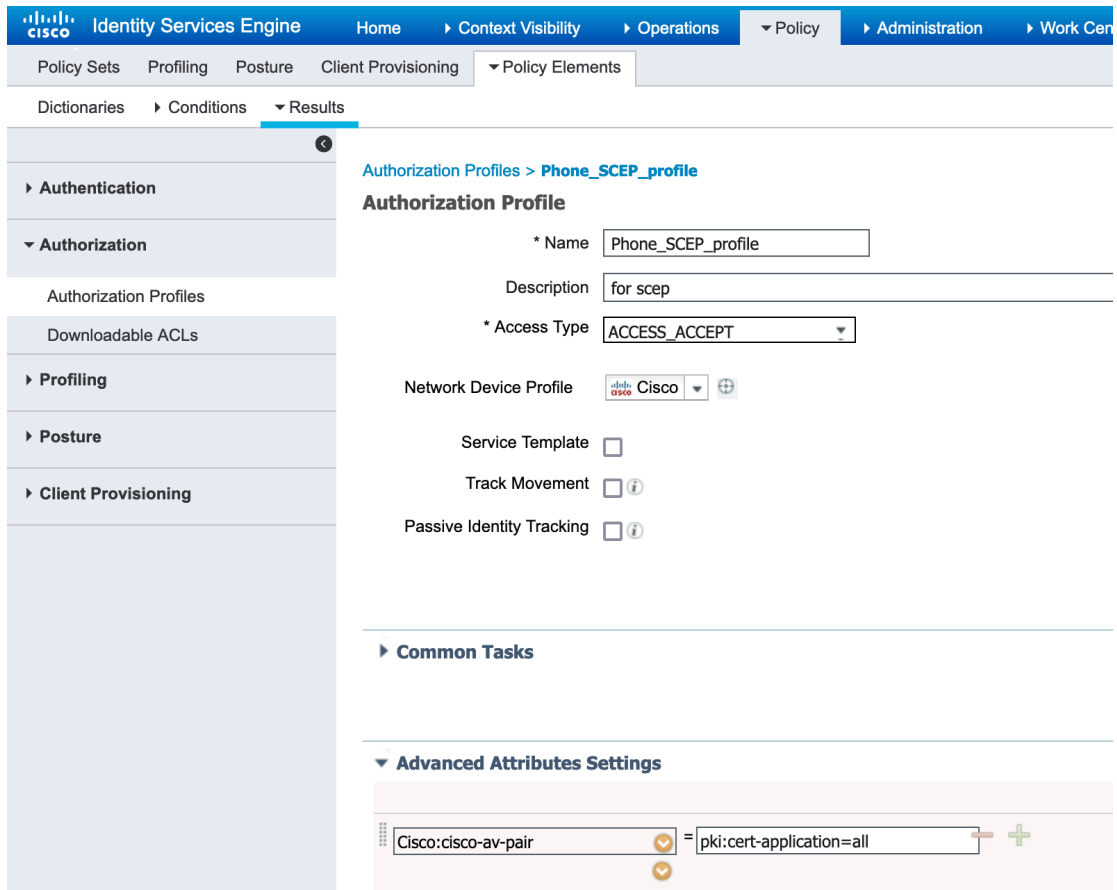 cisco Identity Services Engine Home Context Visibility Operations Policy Administration Work Cen
Policy Sets Profiling Posture Client Provisioning Policy Elements
Dictionaries Conditions Results
Authentication
Authorization
Authorization Profiles
Downloadable ACLs
Profiling
Posture
Client Provisioning
Authorization Profiles > Phone_SCEP_profile
Authorization Profile
* Name Phone_SCEP_profile
Description for scep
* Access Type ACCESS_ACCEPT
Network Device Profile cisco Cisco
Service Template
Track Movement i
Passive Identity Tracking i
Common Tasks
Advanced Attributes Settings
Cisco:cisco-av-pair = pki:cert-application=all